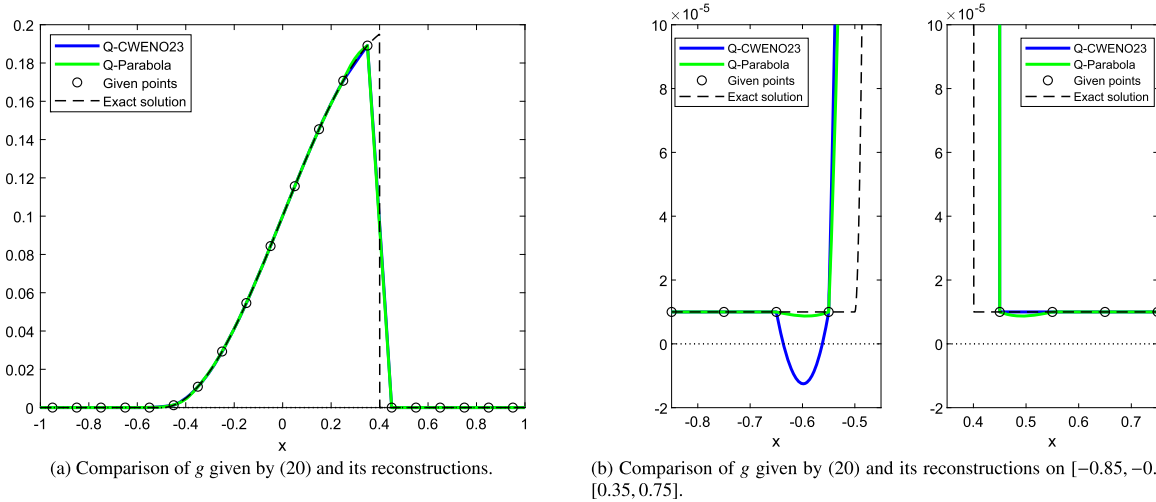 0.2
0.18
0.16
0.14
0.12
0.1
0.08
0.06
0.04
0.02
0
Q-CWENO23
Q-Parabola
Given points
Exact solution
-1 -0.8 -0.6 -0.4 -0.2 0 0.2 0.4 0.6 0.8 1
x
(a) Comparison of g given by (20) and its reconstructions.
10 ×10⁻⁵
8
6
4
2
0
-2
Q-CWENO23
Q-Parabola
Given points
Exact solution
-0.8 -0.7 -0.6 -0.5
x
10 ×10⁻⁵
8
6
4
2
0
-2
Q-CWENO23
Q-Parabola
Given points
Exact solution
0.4 0.5 0.6 0.7
x
(b) Comparison of g given by (20) and its reconstructions on [−0.85, −0.
[0.35, 0.75].